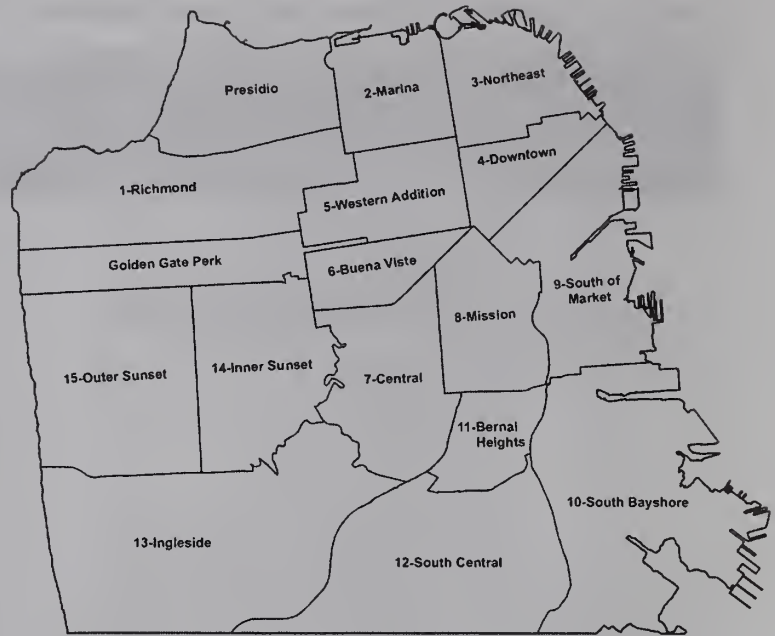 Presidio
2-Marina
3-Northeast
4-Downtown
1-Richmond
5-Western Addition
Golden Gate Perk
6-Buena Viste
9-South of
Market
8-Mission
14-Inner Sunset
15-Outer Sunset
7-Central
11-Bernal
Heights
10-South Bayshore
13-Ingleside
12-South Central